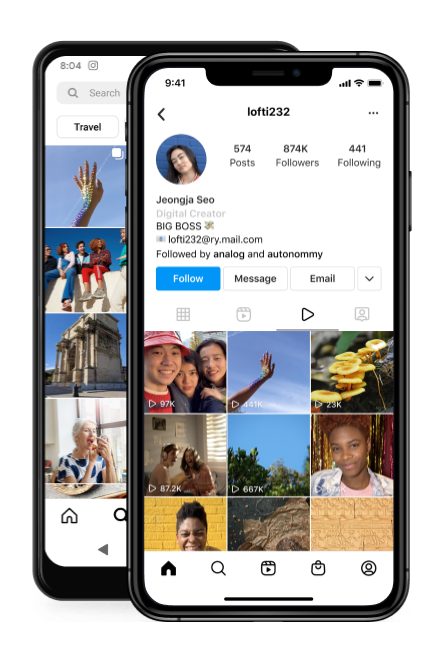 8:04
Search
Travel
9:41
lofti232
574
Posts
874K
Followers
441
Following
Jeongja Seo
Digital Creator
BIG BOSS 💸
📧 lofti232@ry.mail.com
Followed by analog and autonommy
Follow
Message
Email
97K
441K
23K
87.2K
667K